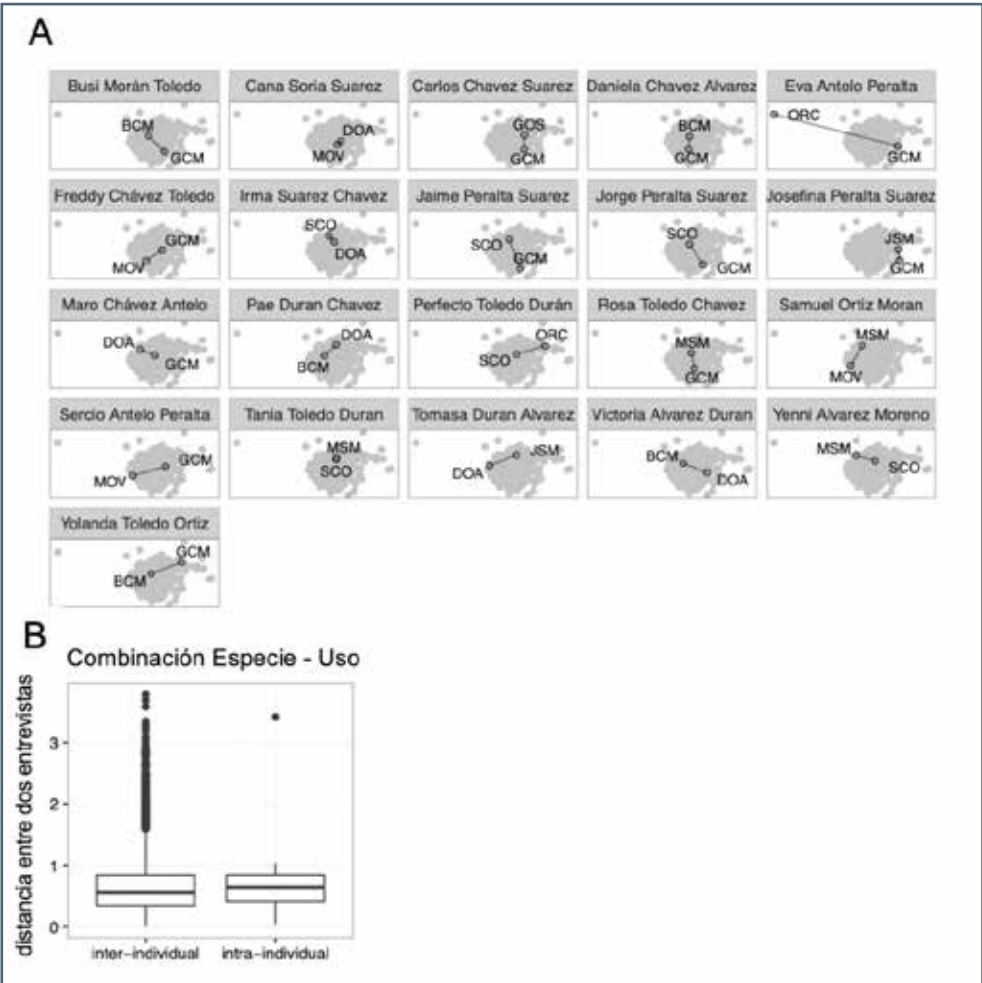 A
Busi Morán Toledo
Cana Soria Suarez
Carlos Chavez Suarez
Daniela Chavez Alvarez
Eva Antelo Peralta
BCM
GCM
DOA
MOV
GOS
GCM
BCM
GCM
ORC
GCM
Freddy Chávez Toledo
Irma Suarez Chavez
Jaime Peralta Suarez
Jorge Peralta Suarez
Josefina Peralta Suarez
GCM
MOV
SCO
DOA
SCO
GCM
SCO
GCM
JSM
GCM
Maro Chávez Antelo
Pae Duran Chavez
Perfecto Toledo Durán
Rosa Toledo Chavez
Samuel Ortiz Moran
DOA
GCM
DOA
BCM
ORC
SCO
MSM
GCM
MSM
MOV
Sercio Antelo Peralta
Tania Toledo Duran
Tomasa Duran Alvarez
Victoria Alvarez Duran
Yenni Alvarez Moreno
GCM
MOV
MSM
SCO
JSM
DOA
BCM
DOA
MSM
SCO
Yolanda Toledo Ortiz
GCM
BCM
B
Combinación Especie - Uso
distancia entre dos entrevistas
3
2
1
0
inter-individual
intra-individual